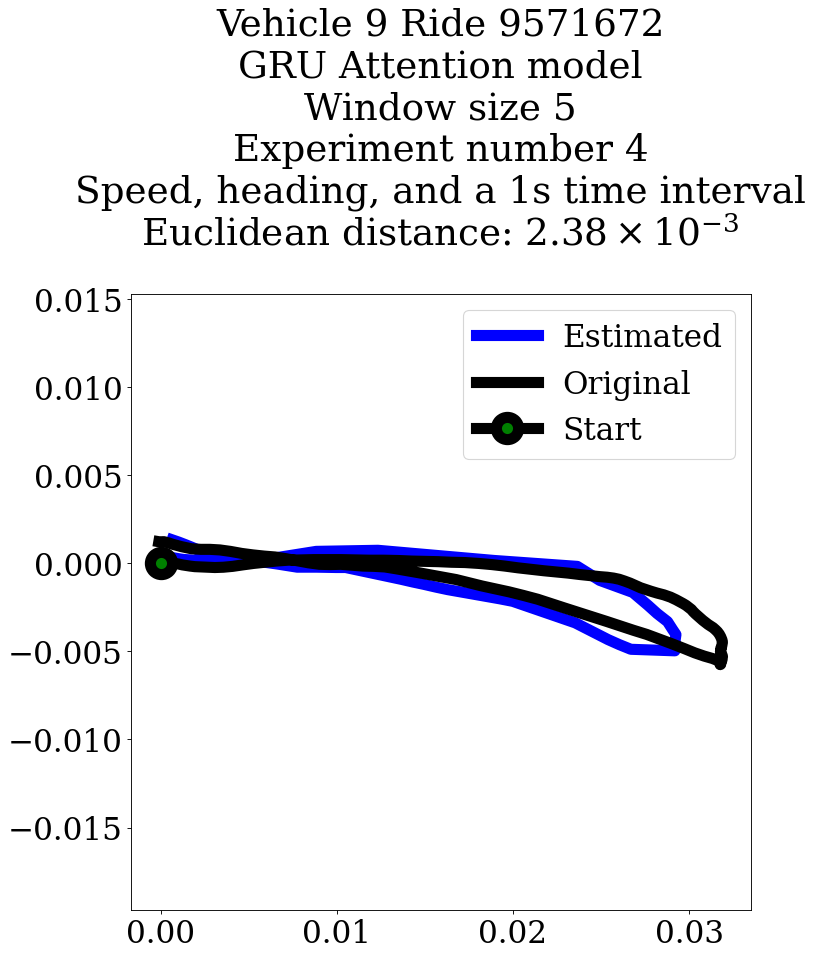 Vehicle 9 Ride 9571672
GRU Attention model
Window size 5
Experiment number 4
Speed, heading, and a 1s time interval
Euclidean distance: 2.38 × 10⁻³
0.015
0.010
0.005
0.000
−0.005
−0.010
−0.015
Estimated
Original
Start
0.00 0.01 0.02 0.03